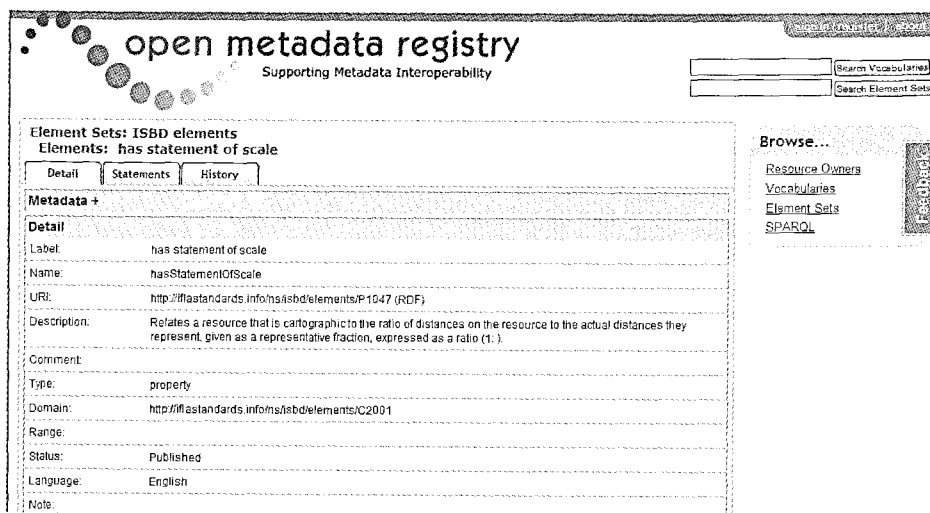 open metadata registry
Supporting Metadata Interoperability
Search Vocabularies
Search Element Sets
Element Sets: ISBD elements
Elements: has statement of scale
Detail Statements History
Metadata +
Detail
Label: has statement of scale
Name: hasStatementOfScale
URI: http://iflastandards.info/ns/isbd/elements/P1047 (RDF)
Description: Relates a resource that is cartographic to the ratio of distances on the resource to the actual distances they
represent, given as a representative fraction, expressed as a ratio (1: ).
Comment:
Type: property
Domain: http://iflastandards.info/ns/isbd/elements/C2001
Range:
Status: Published
Language: English
Note:
Browse...
Resource Owners
Vocabularies
Element Sets
SPARQL
Feedback